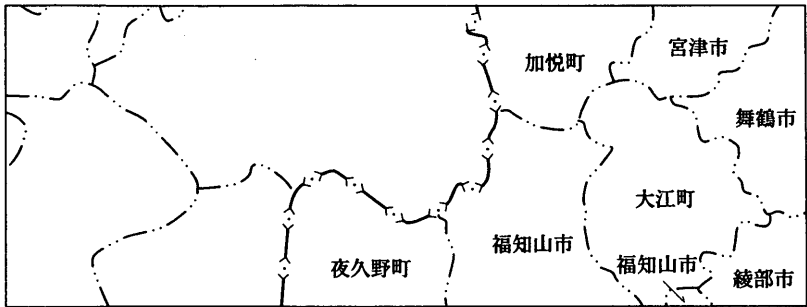 宮津市
加悦町
舞鶴市
大江町
福知山市
夜久野町
福知山市
綾部市